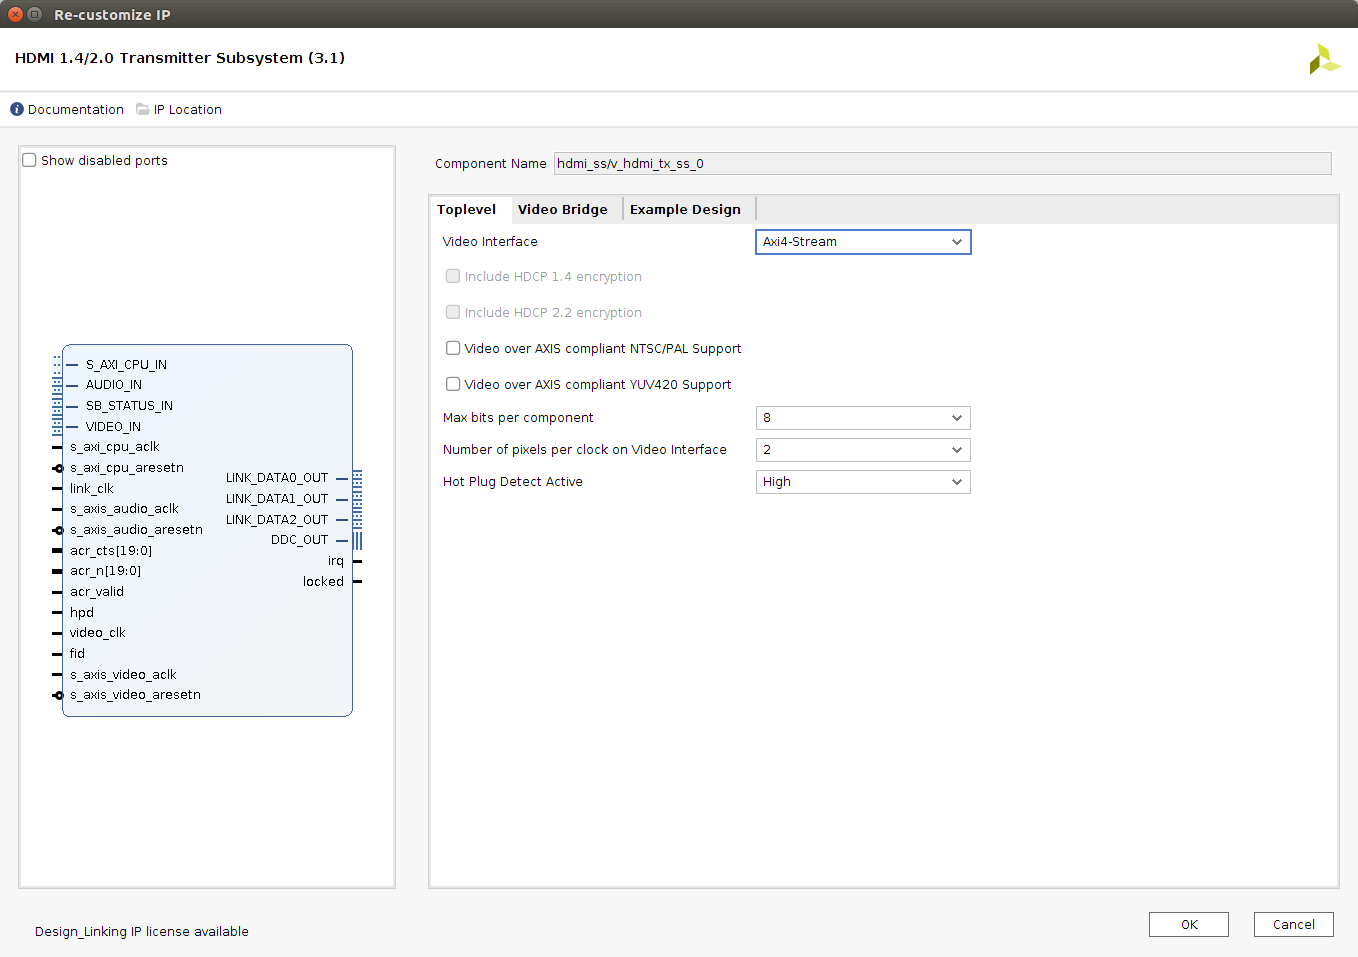 Re-customize IP
HDMI 1.4/2.0 Transmitter Subsystem (3.1)
Documentation IP Location
Show disabled ports
S_AXI_CPU_IN
AUDIO_IN
SB_STATUS_IN
VIDEO_IN
s_axi_cpu_aclk
s_axi_cpu_aresetn
link_clk
s_axis_audio_aclk
s_axis_audio_aresetn
acr_cts[19:0]
acr_n[19:0]
acr_valid
hpd
video_clk
fid
s_axis_video_aclk
s_axis_video_aresetn
LINK_DATA0_OUT
LINK_DATA1_OUT
LINK_DATA2_OUT
DDC_OUT
irq
locked
Component Name hdmi_ss/v_hdmi_tx_ss_0
Toplevel Video Bridge Example Design
Video Interface Axi4-Stream
Include HDCP 1.4 encryption
Include HDCP 2.2 encryption
Video over AXIS compliant NTSC/PAL Support
Video over AXIS compliant YUV420 Support
Max bits per component 8
Number of pixels per clock on Video Interface 2
Hot Plug Detect Active High
Design_Linking IP license available
OK Cancel